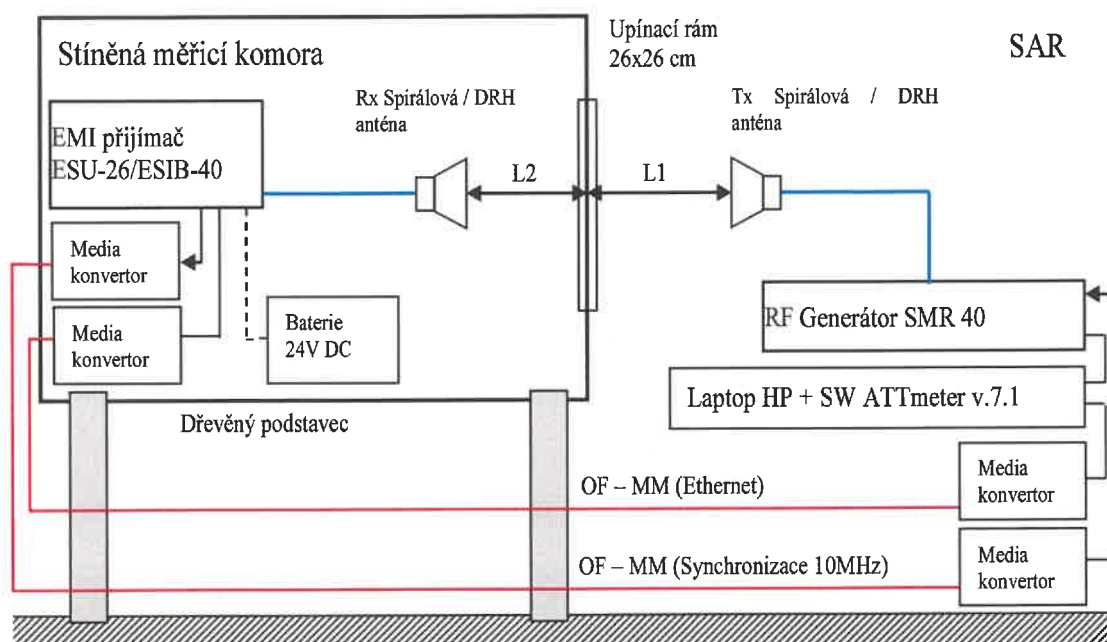 Stíněná měřicí komora
Upínací rám
26x26 cm
SAR
Rx Spirálová / DRH
anténa
Tx Spirálová / DRH
anténa
EMI přijímač
ESU-26/ESIB-40
L2
L1
Media
konvertor
Media
konvertor
Baterie
24V DC
RF Generátor SMR 40
Laptop HP + SW ATTmeter v.7.1
Dřevěný podstavec
OF – MM (Ethernet)
Media
konvertor
OF – MM (Synchronizace 10MHz)
Media
konvertor